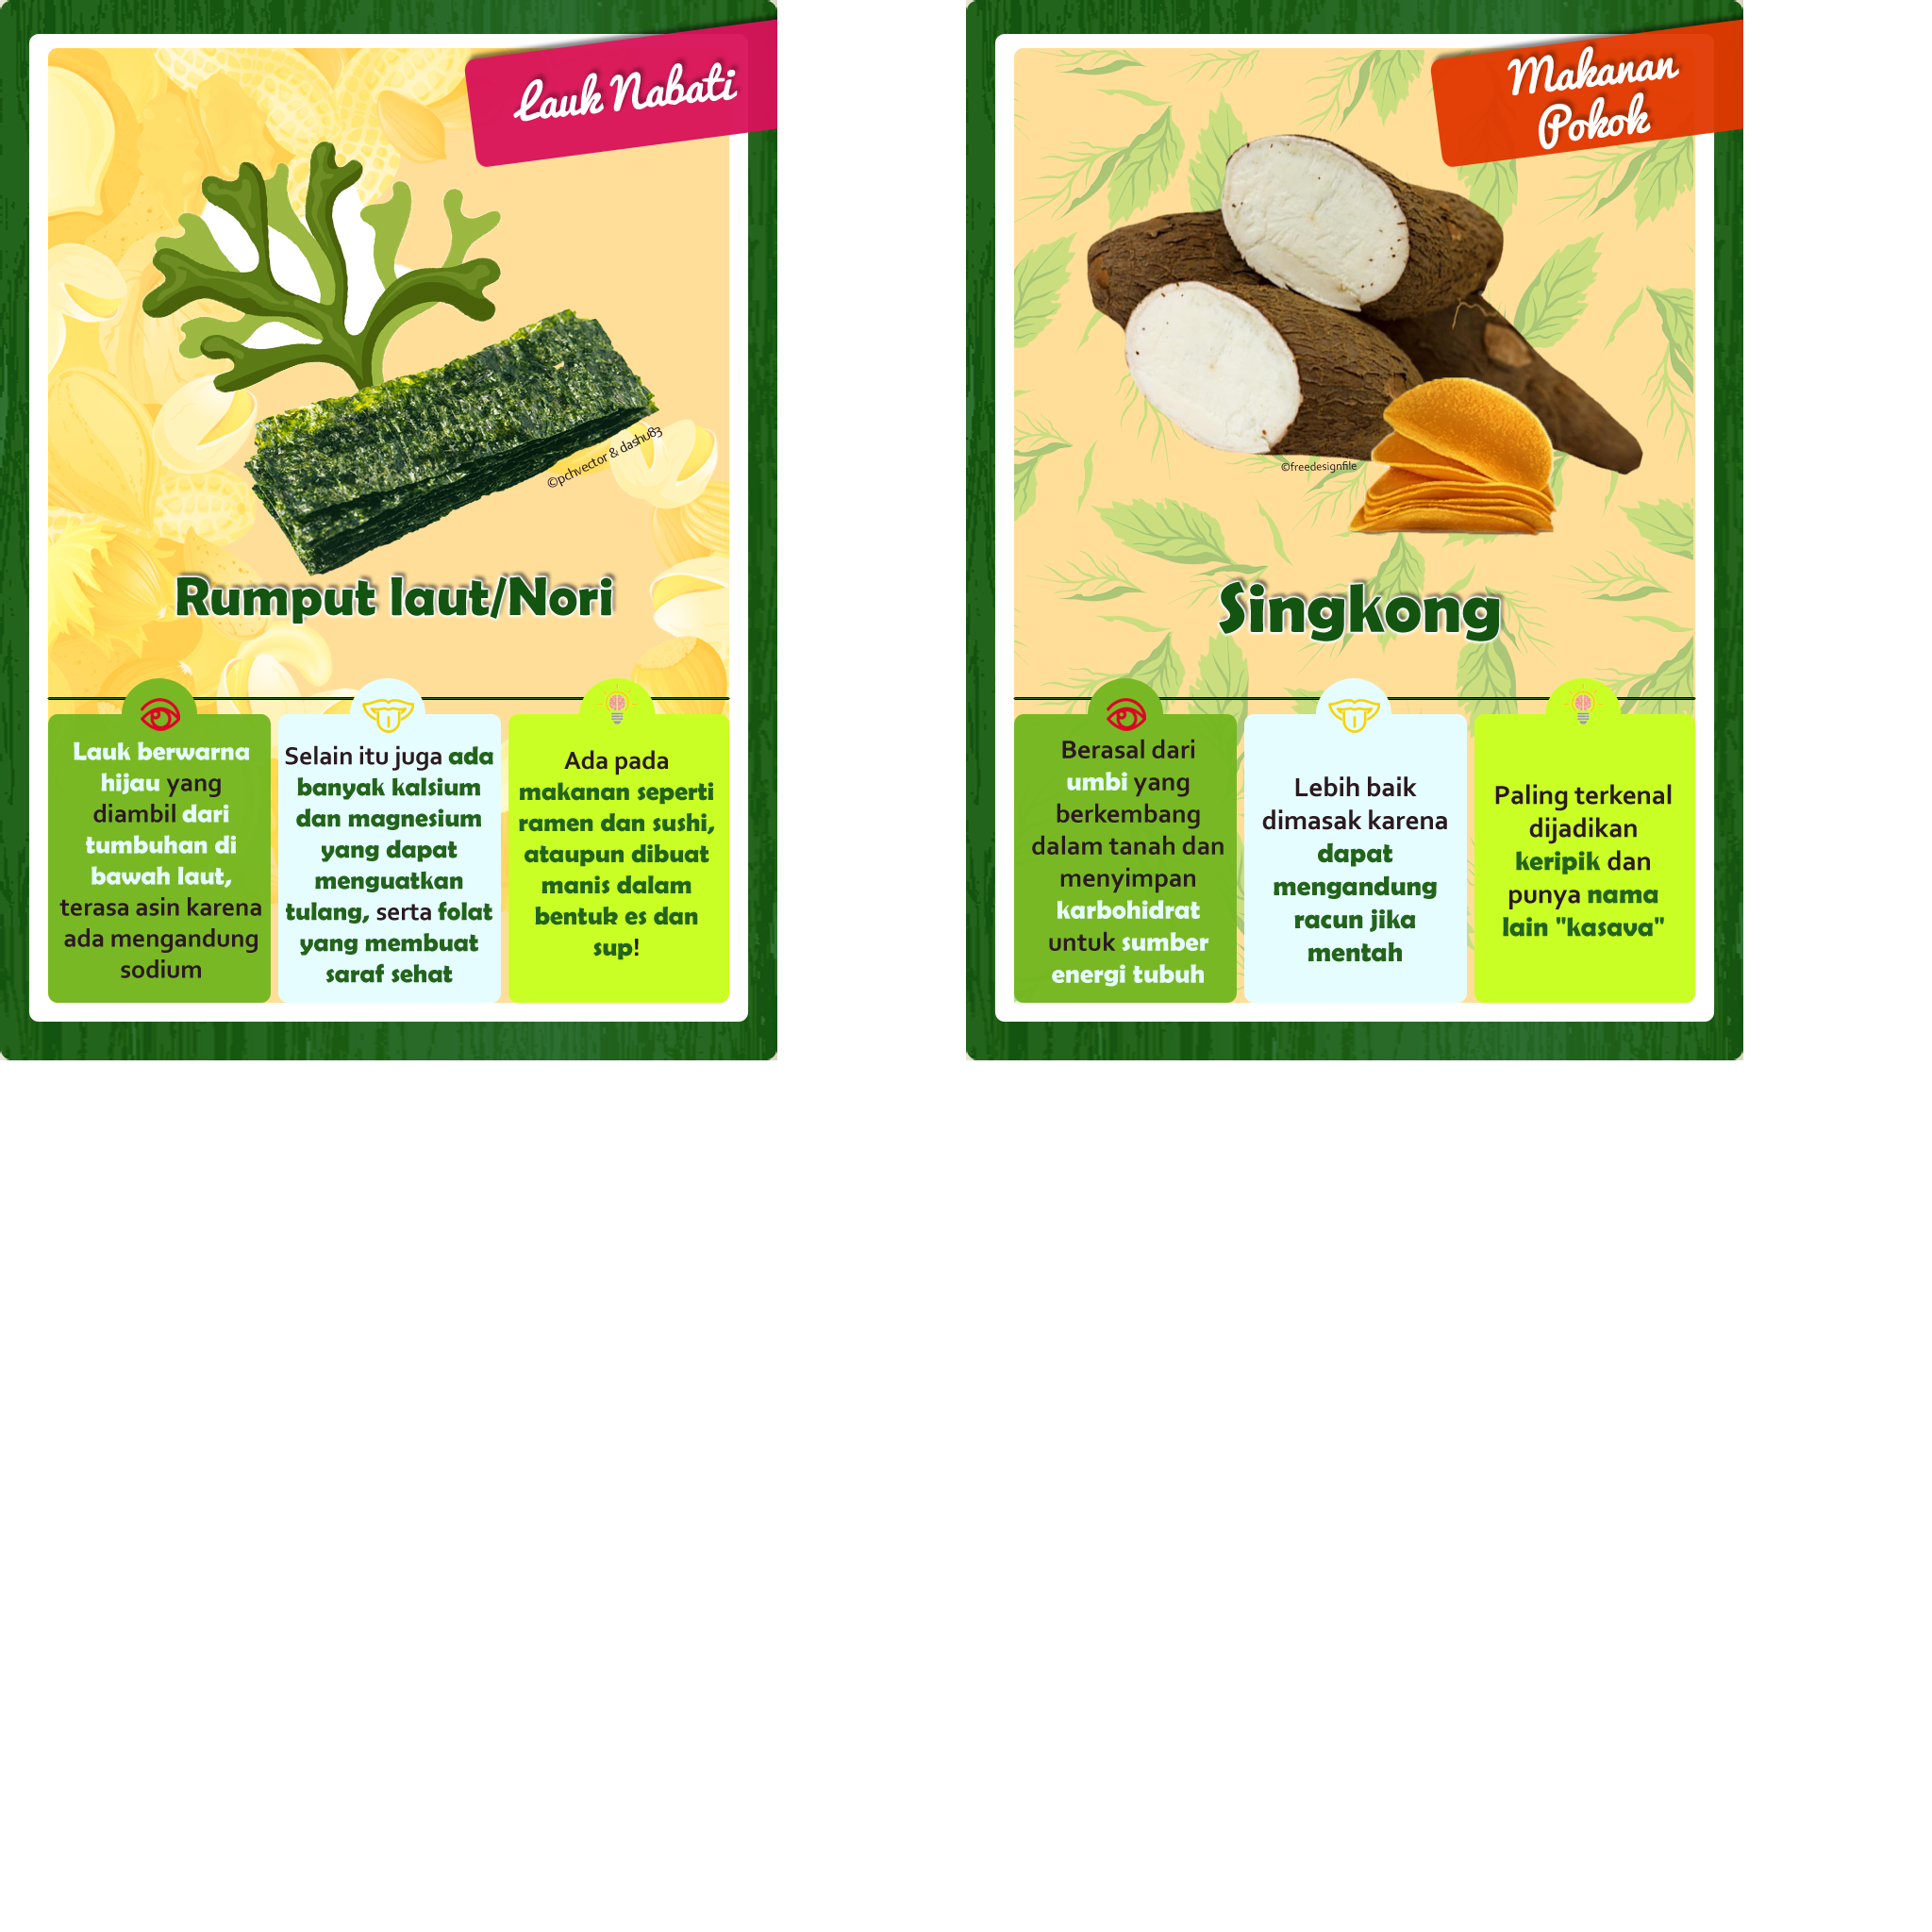 Lauk Nabati
©pchvector & dashu83
Rumput laut/Nori
Lauk berwarna
hijau yang
diambil dari
tumbuhan di
bawah laut,
terasa asin karena
ada mengandung
sodium
Selain itu juga ada
banyak kalsium
dan magnesium
yang dapat
menguatkan
tulang, serta folat
yang membuat
saraf sehat
Ada pada
makanan seperti
ramen dan sushi,
ataupun dibuat
manis dalam
bentuk es dan
sup!
Makanan
Pokok
©freedesignfile
Singkong
Berasal dari
umbi yang
berkembang
dalam tanah dan
menyimpan
karbohidrat
untuk sumber
energi tubuh
Lebih baik
dimasak karena
dapat
mengandung
racun jika
mentah
Paling terkenal
dijadikan
keripik dan
punya nama
lain "kasava"